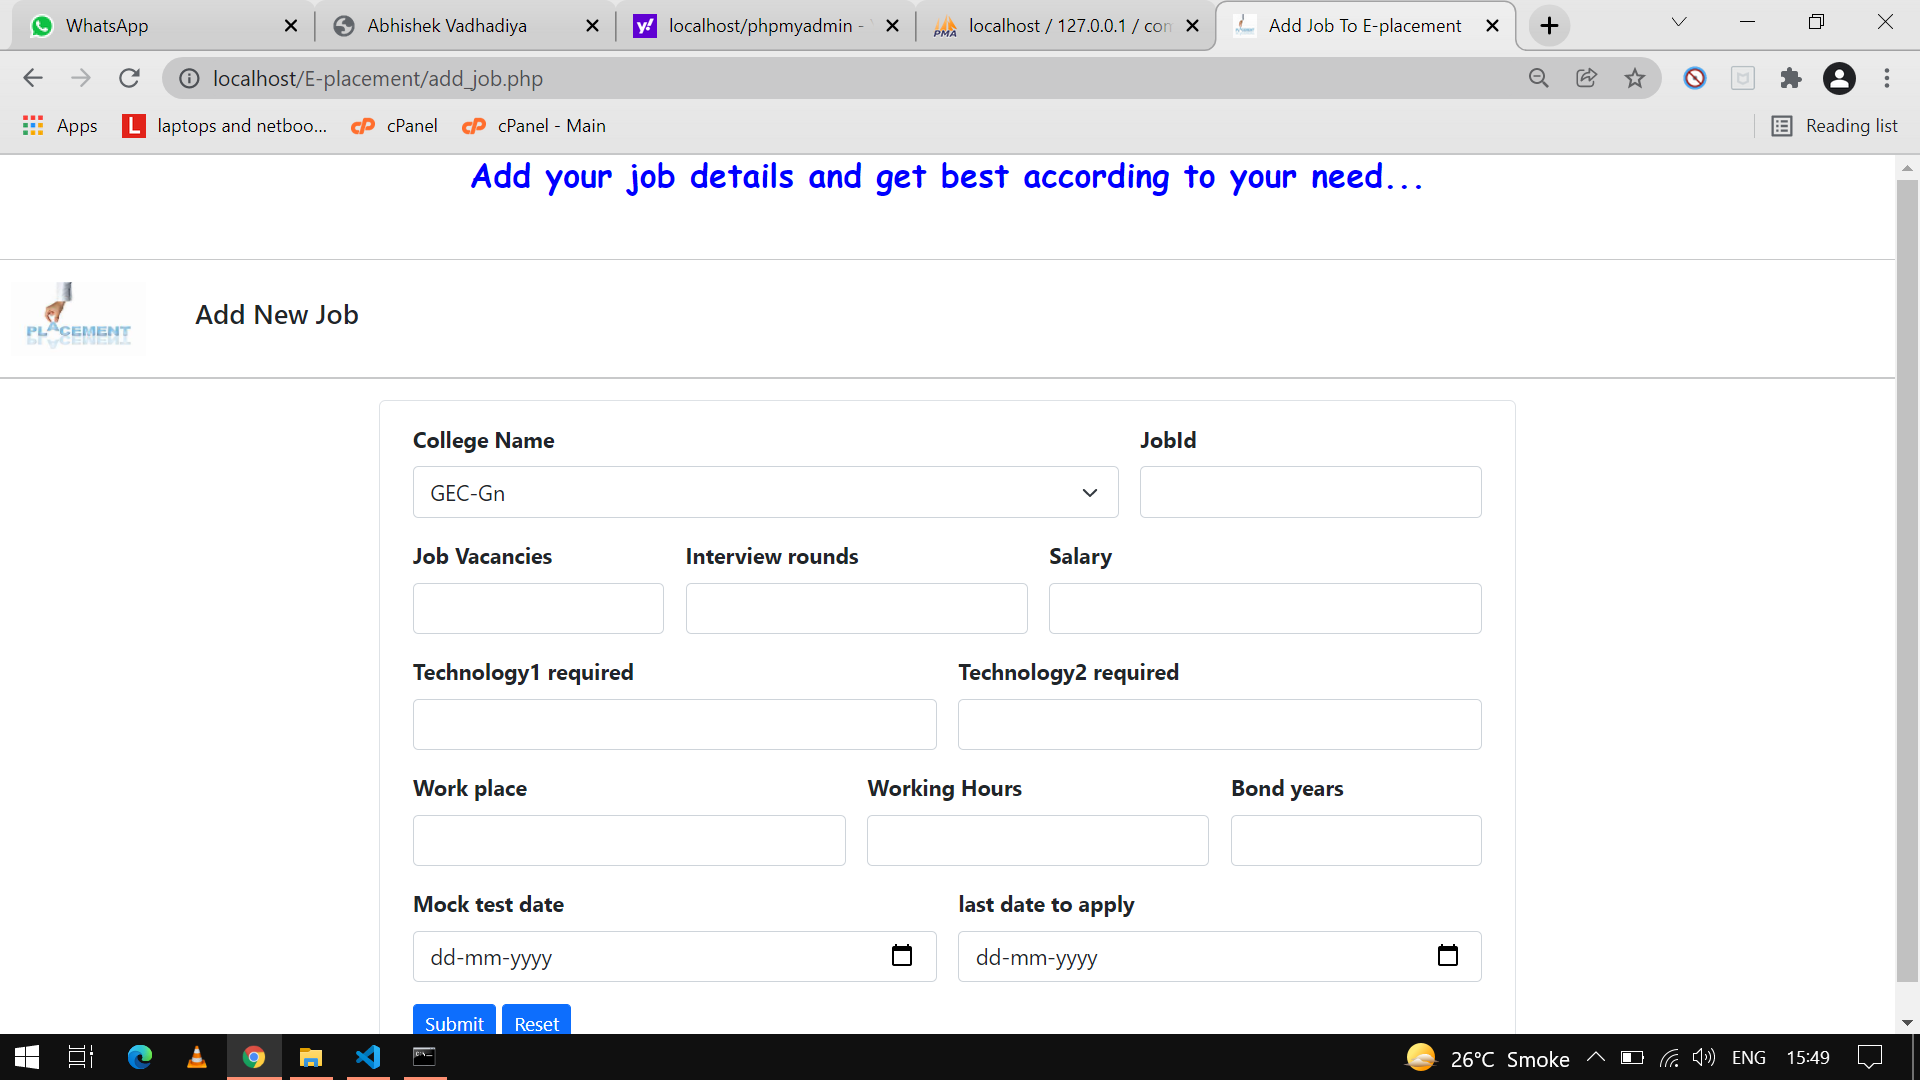 WhatsApp
Abhishek Vadhadiya
localhost/phpmyadmin -
localhost / 127.0.0.1 / con
Add Job To E-placement
localhost/E-placement/add_job.php
Apps
laptops and netboo...
cPanel
cPanel - Main
Reading list
Add your job details and get best according to your need...
PLACEMENT
Add New Job
College Name
JobId
GEC-Gn
Job Vacancies
Interview rounds
Salary
Technology1 required
Technology2 required
Work place
Working Hours
Bond years
Mock test date
last date to apply
dd-mm-yyyy
dd-mm-yyyy
Submit
Reset
26°C Smoke
ENG
15:49